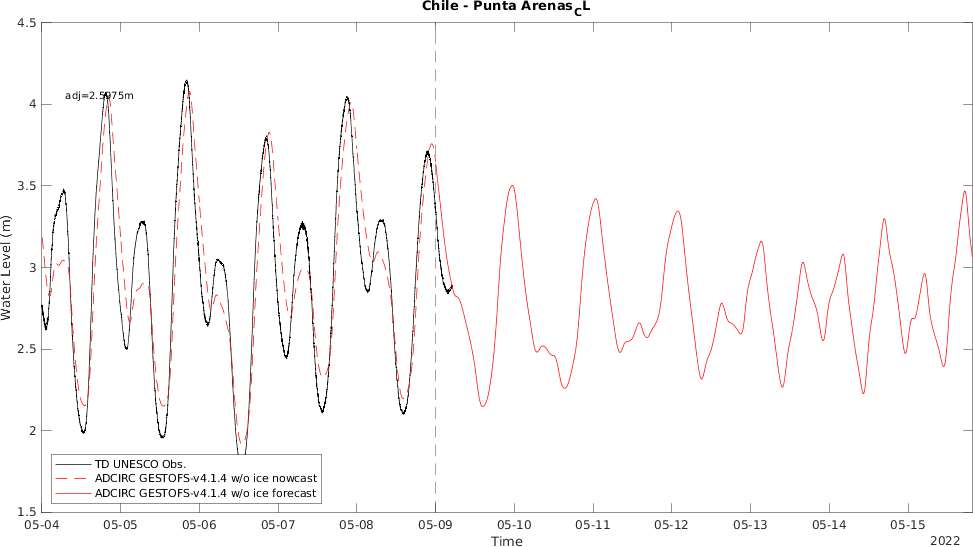 Chile - Punta Arenas_CL
4.5
4
3.5
3
2.5
2
1.5
Water Level (m)
adj=2.5975m
TD UNESCO Obs.
ADCIRC GESTOFS-v4.1.4 w/o ice nowcast
ADCIRC GESTOFS-v4.1.4 w/o ice forecast
05-04 05-05 05-06 05-07 05-08 05-09 05-10 05-11 05-12 05-13 05-14 05-15
Time
2022